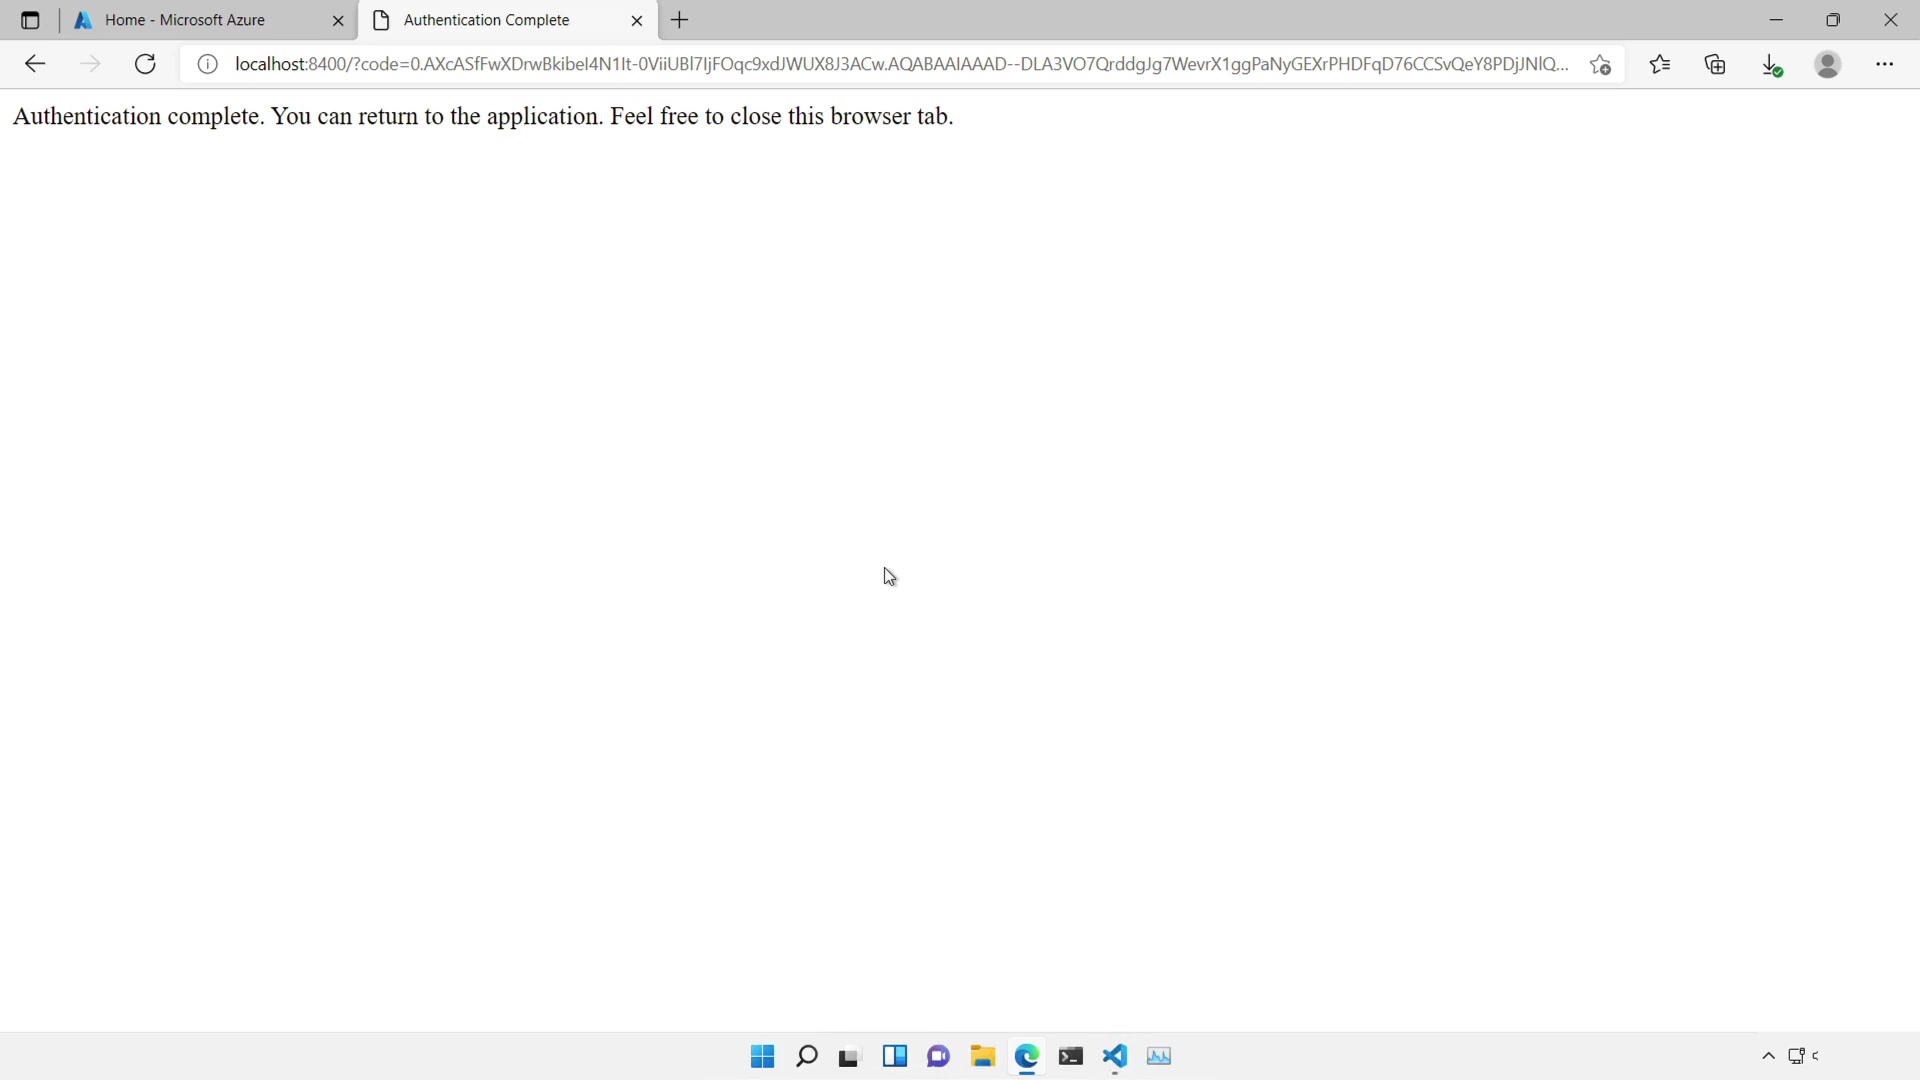 Home - Microsoft Azure
Authentication Complete
localhost:8400/?code=0.AXcASfFwXDrwBkibeI4N1It-0ViiUBl7IjFOqc9xdJWUX8J3ACw.AQABAAIAAAD--DLA3VO7QrddgJg7WevrX1ggPaNyGEXrPHDFqD76CCSvQeY8PDjJNIQ...
Authentication complete. You can return to the application. Feel free to close this browser tab.